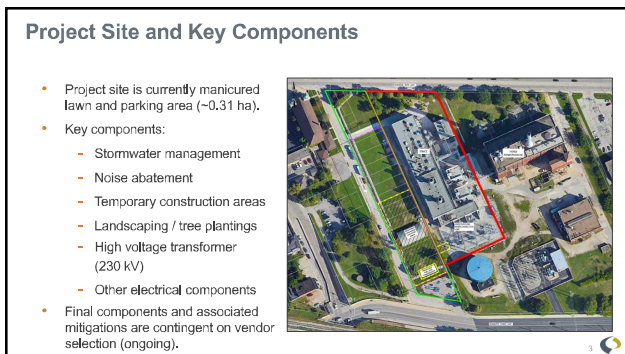 Project Site and Key Components
• Project site is currently manicured
lawn and parking area (~0.31 ha).
• Key components:
- Stormwater management
- Noise abatement
- Temporary construction areas
- Landscaping / tree plantings
- High voltage transformer
(230 kV)
- Other electrical components
• Final components and associated
mitigations are contingent on vendor
selection (ongoing).
3